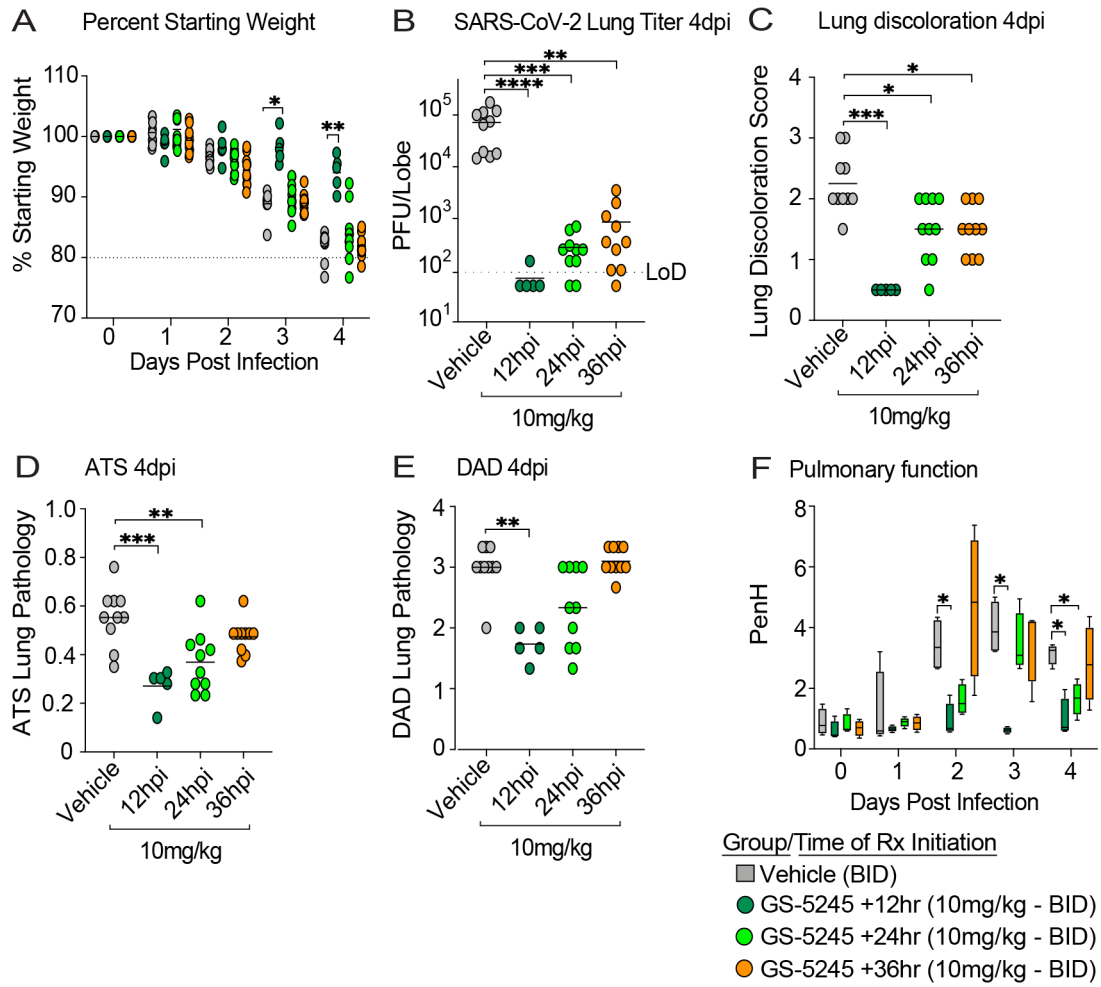 A Percent Starting Weight
% Starting Weight
110
100
90
80
70
*
**
0 1 2 3 4
Days Post Infection
B SARS-CoV-2 Lung Titer 4dpi
PFU/Lobe
10^5
10^4
10^3
10^2
10^1
**
***
****
LoD
Vehicle 12hpi 24hpi 36hpi
10mg/kg
C Lung discoloration 4dpi
Lung Discoloration Score
4
3
2
1
0
*
*
***
Vehicle 12hpi 24hpi 36hpi
10mg/kg
D ATS 4dpi
ATS Lung Pathology
1.0
0.8
0.6
0.4
0.2
0
**
***
Vehicle 12hpi 24hpi 36hpi
10mg/kg
E DAD 4dpi
DAD Lung Pathology
4
3
2
1
0
**
Vehicle 12hpi 24hpi 36hpi
10mg/kg
F Pulmonary function
PenH
8
6
4
2
0
*
*
*
*
0 1 2 3 4
Days Post Infection
Group/Time of Rx Initiation
Vehicle (BID)
GS-5245 +12hr (10mg/kg - BID)
GS-5245 +24hr (10mg/kg - BID)
GS-5245 +36hr (10mg/kg - BID)